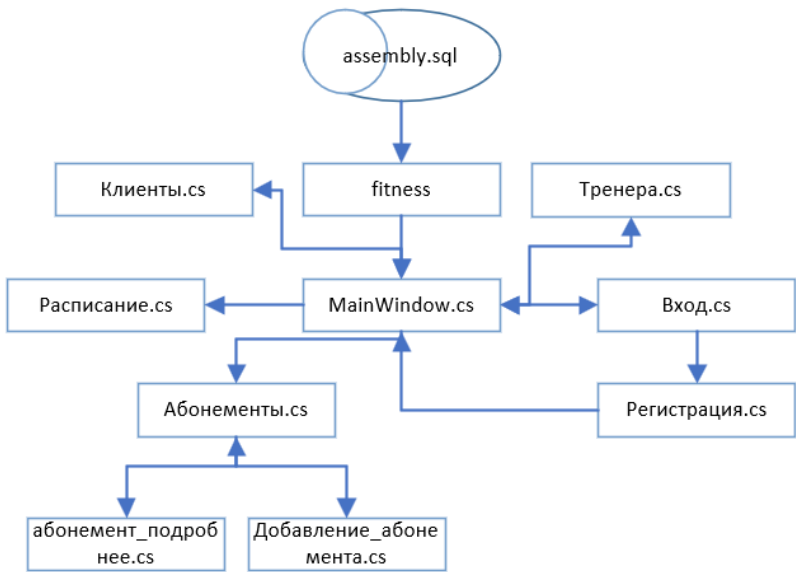 assembly.sql
Клиенты.cs
fitness
Тренера.cs
Расписание.cs
MainWindow.cs
Вход.cs
Абонементы.cs
Регистрация.cs
абонемент_подроб
нее.cs
Добавление_абоне
мента.cs